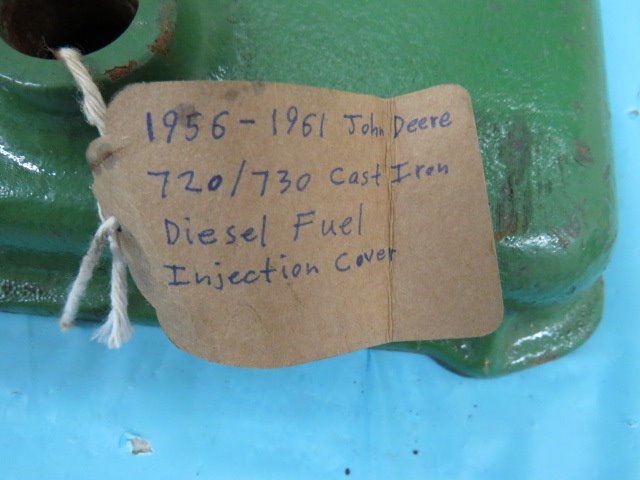 1956-1961 John Deere
720/730 Cast Iron
Diesel Fuel
Injection Cover